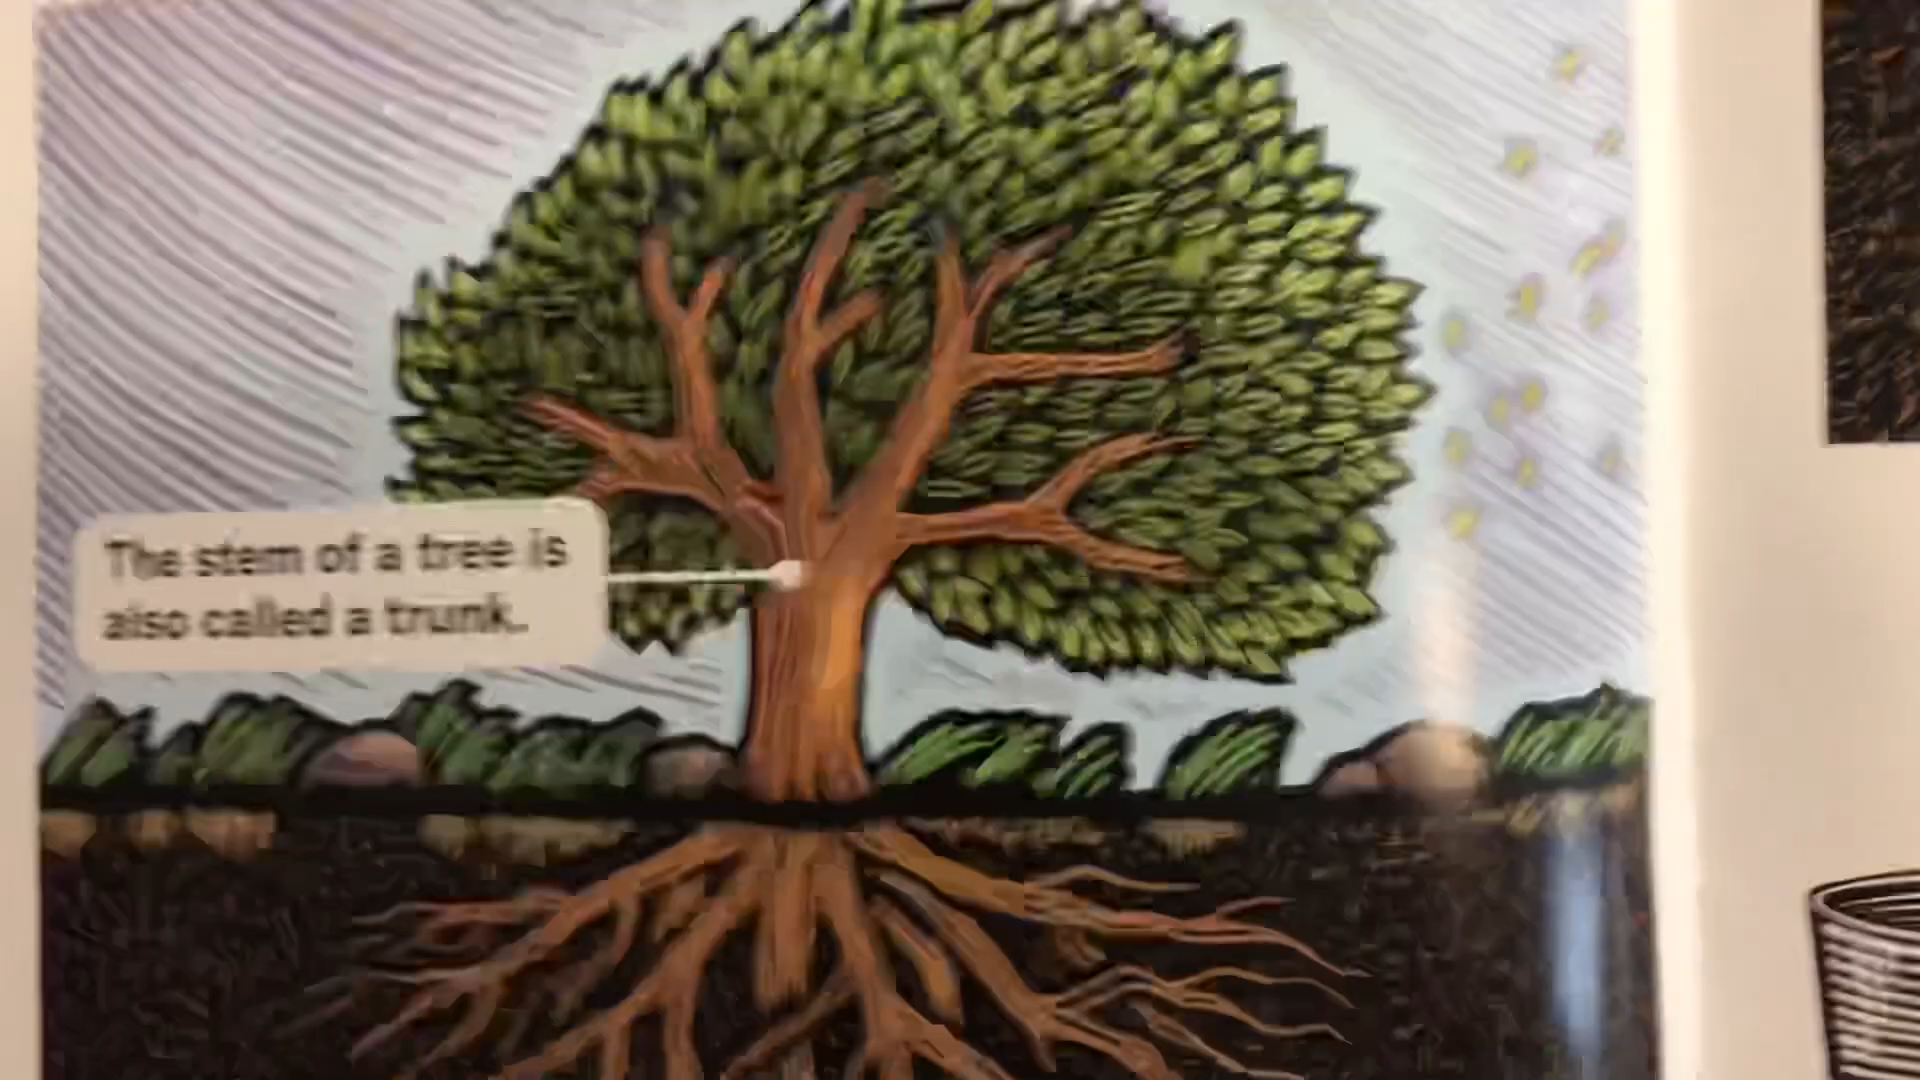 The stem of a tree is
also called a trunk.